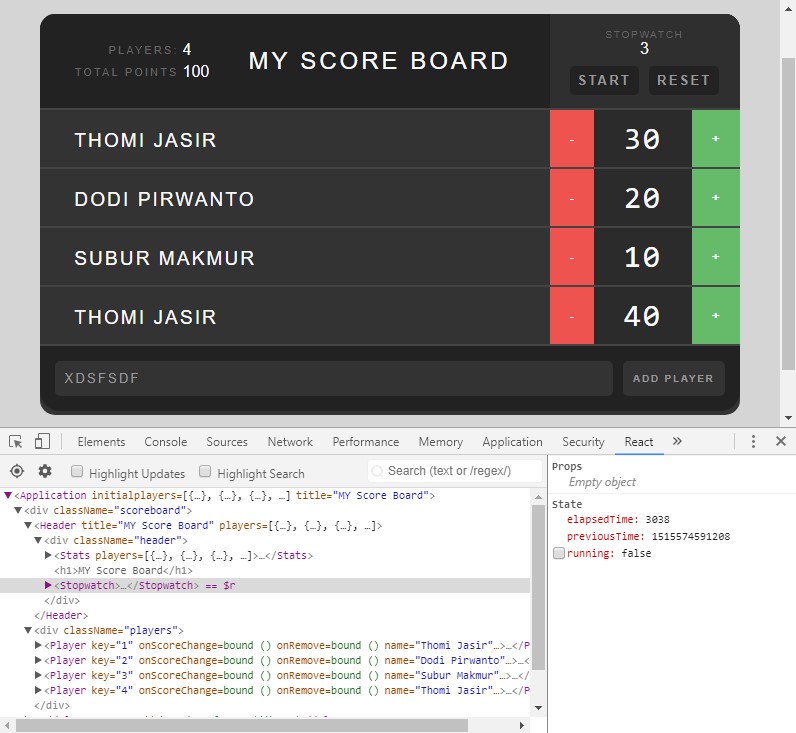 PLAYERS: 4
TOTAL POINTS 100
MY SCORE BOARD
STOPWATCH
3
START RESET
THOMI JASIR - 30 +
DODI PIRWANTO - 20 +
SUBUR MAKMUR - 10 +
THOMI JASIR - 40 +
XDSFSDF ADD PLAYER
Elements Console Sources Network Performance Memory Application Security React »
Highlight Updates Highlight Search Search (text or /regex/)
<Application initialplayers=[{…}, {…}, {…}, …] title="MY Score Board">
<div className="scoreboard">
<Header title="MY Score Board" players=[{…}, {…}, {…}, …]>
<div className="header">
<Stats players=[{…}, {…}, {…}, …]>…</Stats>
<h1>MY Score Board</h1>
<Stopwatch>…</Stopwatch> == $r
</div>
</Header>
<div className="players">
<Player key="1" onScoreChange=bound () onRemove=bound () name="Thomi Jasir"…>…</P
<Player key="2" onScoreChange=bound () onRemove=bound () name="Dodi Pirwanto"…>…<
<Player key="3" onScoreChange=bound () onRemove=bound () name="Subur Makmur"…>…</
<Player key="4" onScoreChange=bound () onRemove=bound () name="Thomi Jasir"…>…</P
</div>
Props
Empty object
State
elapsedTime: 3038
previousTime: 1515574591208
running: false